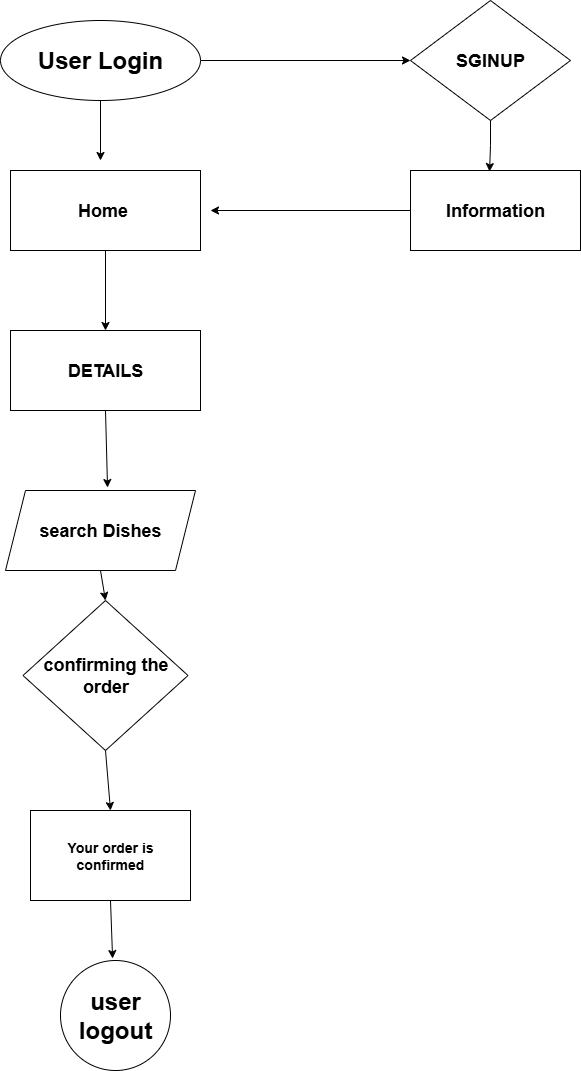 User Login
SGINUP
Home
Information
DETAILS
search Dishes
confirming the
order
Your order is
confirmed
user
logout